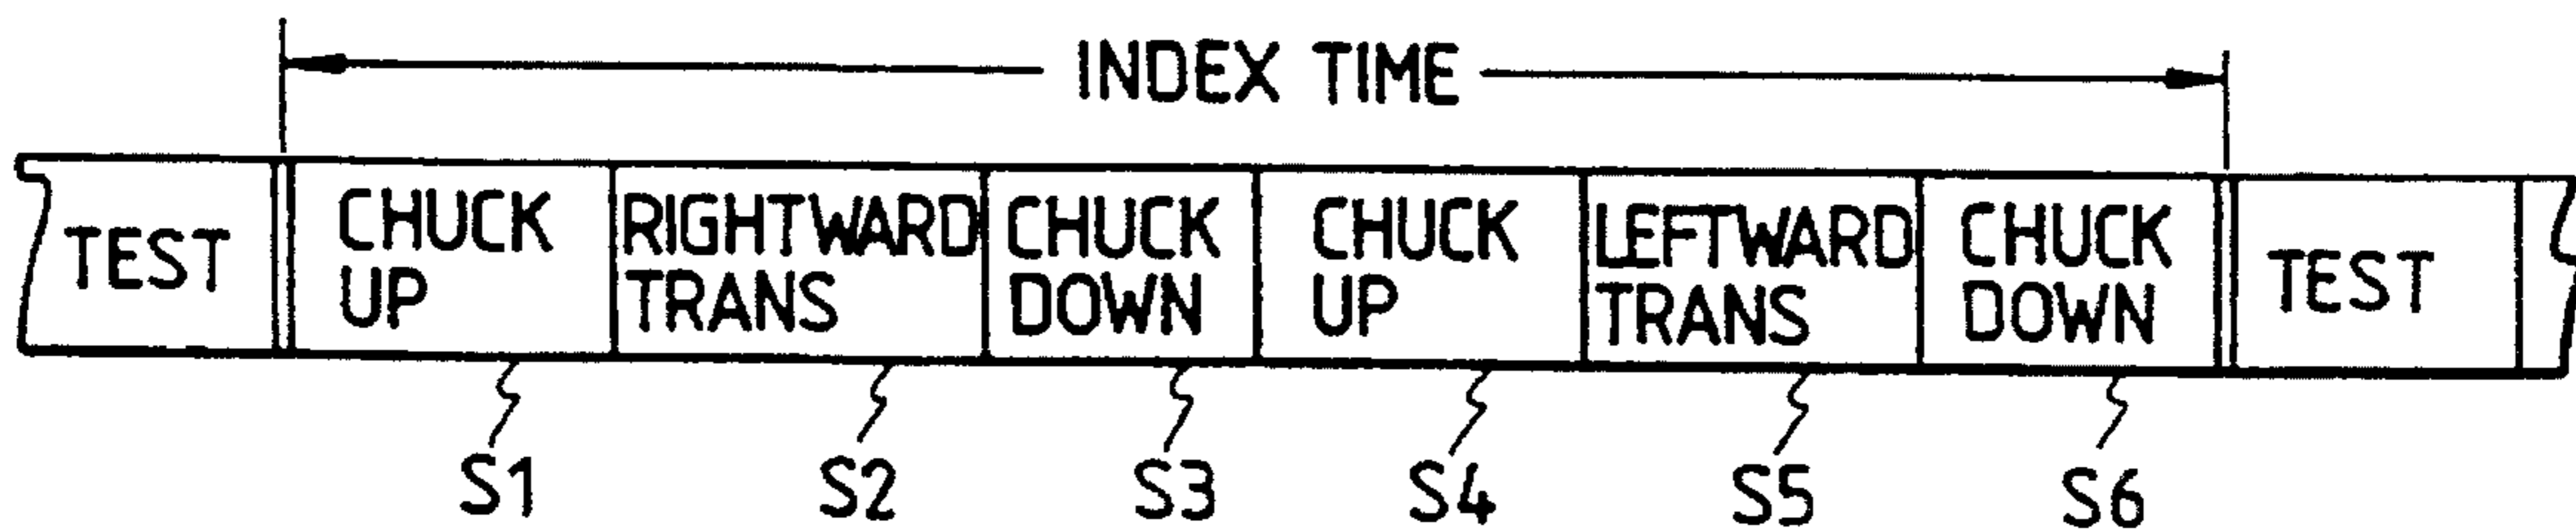 INDEX TIME
TEST
CHUCK
UP
RIGHTWARD
TRANS
CHUCK
DOWN
CHUCK
UP
LEFTWARD
TRANS
CHUCK
DOWN
TEST
S1 S2 S3 S4 S5 S6